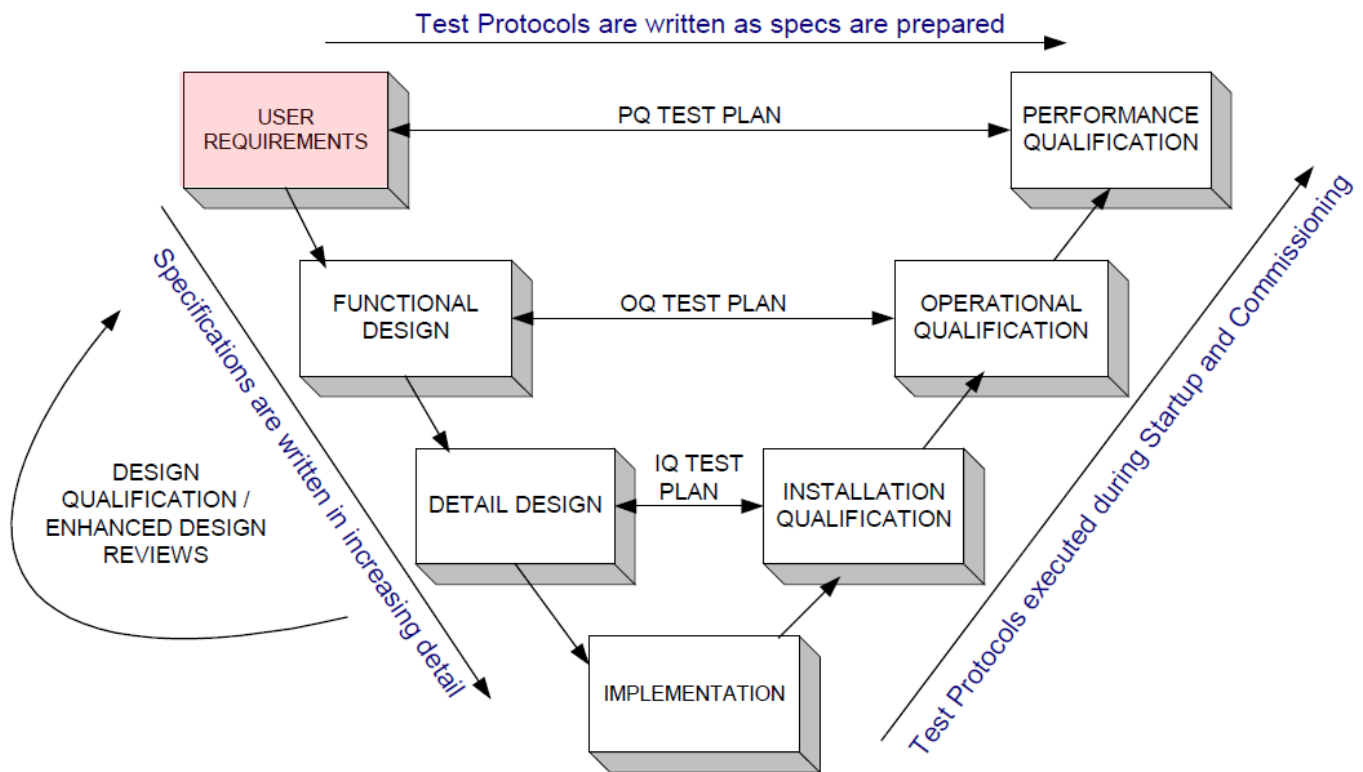 Test Protocols are written as specs are prepared
USER
REQUIREMENTS
PQ TEST PLAN
PERFORMANCE
QUALIFICATION
FUNCTIONAL
DESIGN
OQ TEST PLAN
OPERATIONAL
QUALIFICATION
Specifications are written in increasing detail
Test Protocols executed during Startup and Commissioning
DESIGN
QUALIFICATION /
ENHANCED DESIGN
REVIEWS
DETAIL DESIGN
IQ TEST
PLAN
INSTALLATION
QUALIFICATION
IMPLEMENTATION